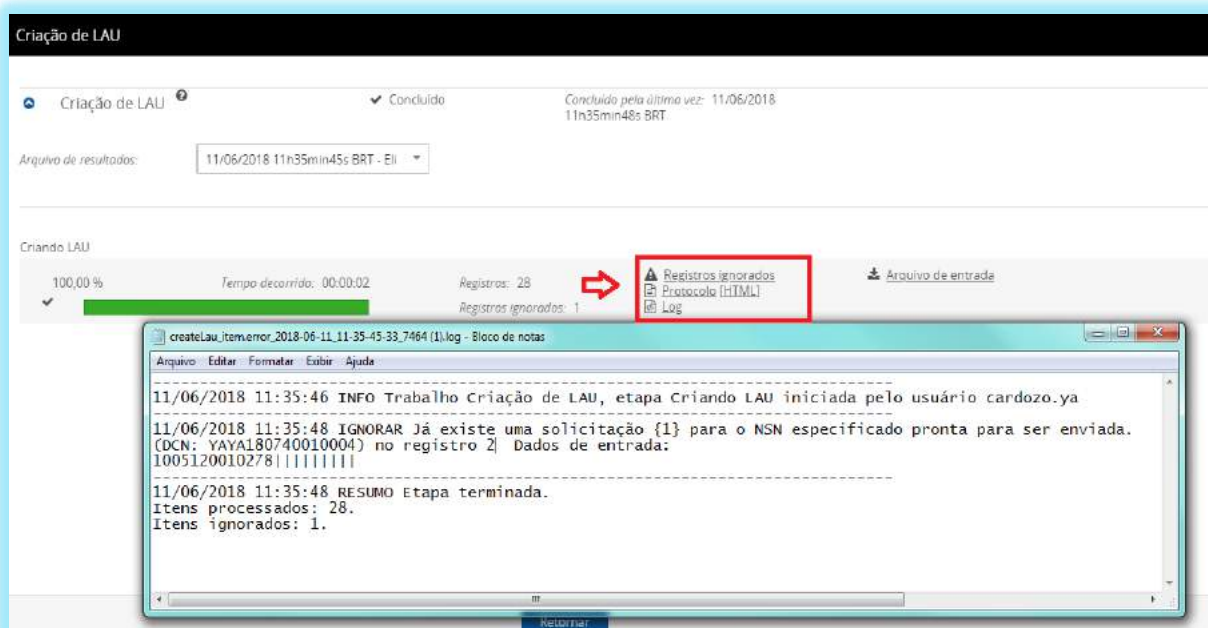 Criação de LAU
Criação de LAU
Concluído
Concluído pela última vez: 11/06/2018
11h35min48s BRT
Arquivo de resultados:
11/06/2018 11h35min45s BRT - Eli
Criando LAU
100,00 %
Tempo decorrido: 00:00:02
Registros: 28
Registros ignorados: 1
Registros ignorados
Protocolo [HTML]
Log
Arquivo de entrada
createLau_item.error_2018-06-11_11-35-45-33_7464 (1).log - Bloco de notas
Arquivo Editar Formatar Exibir Ajuda
--------------------------------------------------------------------------------
11/06/2018 11:35:46 INFO Trabalho Criação de LAU, etapa Criando LAU iniciada pelo usuário cardozo.ya
--------------------------------------------------------------------------------
11/06/2018 11:35:48 IGNORAR Já existe uma solicitação {1} para o NSN especificado pronta para ser enviada.
(DCN: YAYA180740010004) no registro 2 Dados de entrada:
1005120010278||||||||||
--------------------------------------------------------------------------------
11/06/2018 11:35:48 RESUMO Etapa terminada.
Itens processados: 28.
Itens ignorados: 1.
Retornar